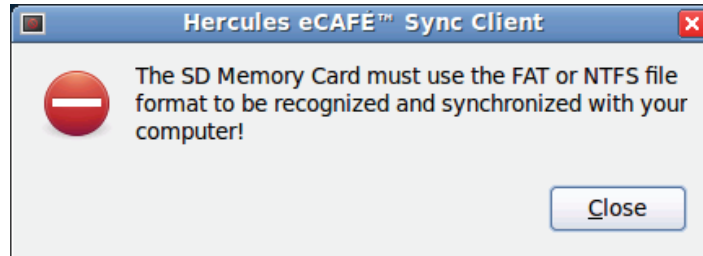 Hercules eCAFÉ™ Sync Client
The SD Memory Card must use the FAT or NTFS file
format to be recognized and synchronized with your
computer!
Close